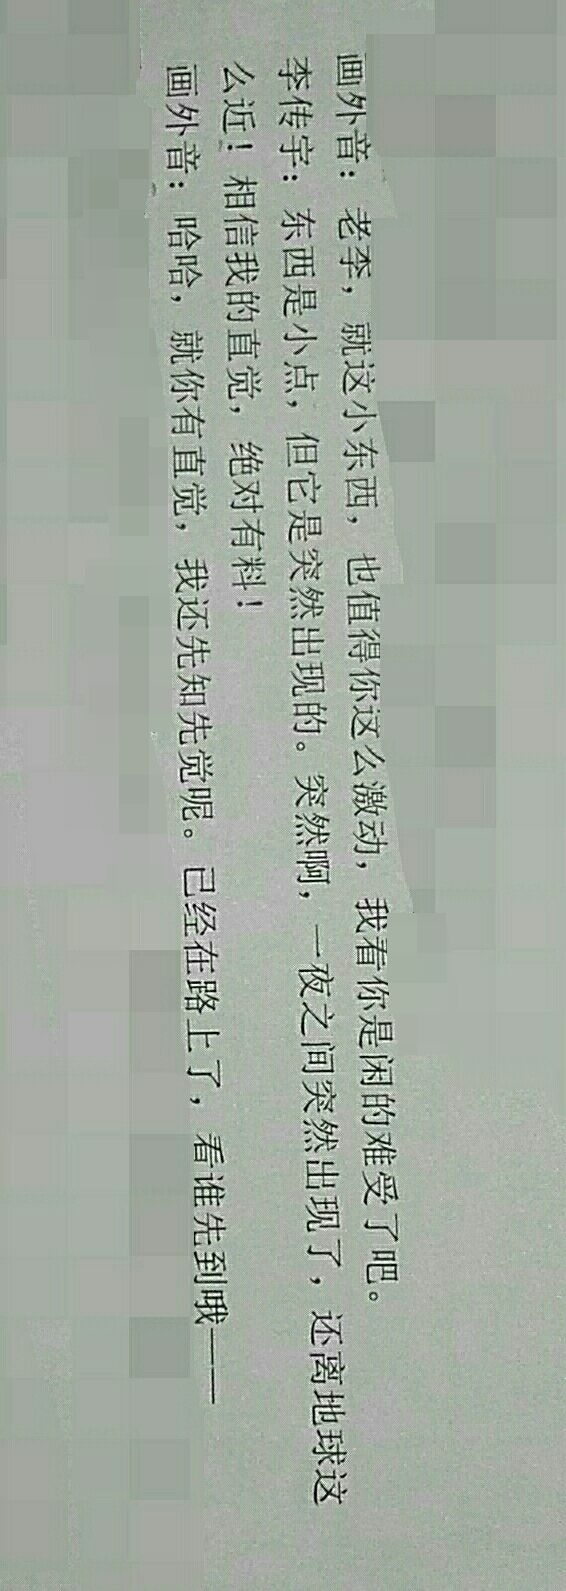 画外音：老李，就这小东西，也值得你这么激动，我看你是闲的难受了吧。
李传宇：东西是小点，但它是突然出现的。突然啊，一夜之间突然出现了，还离地球这
么近！相信我的直觉，绝对有料！
画外音：哈哈，就你有直觉，我还先知先觉呢。已经在路上了，看谁先到哦——